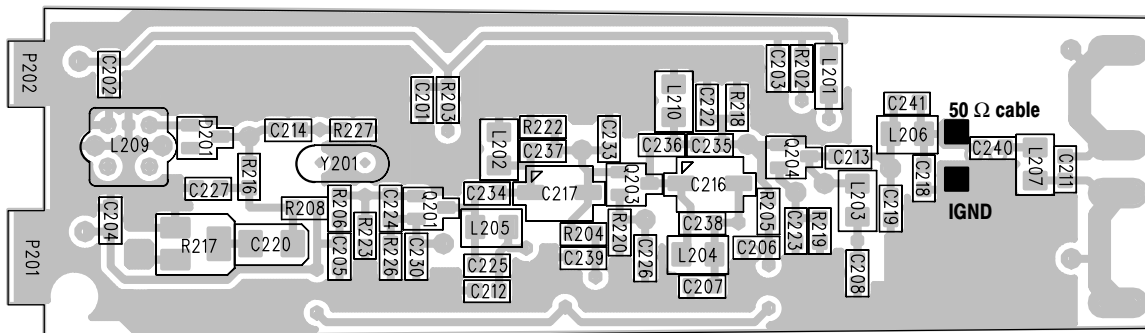 P202
C202
L209
D201
C214
R227
Y201
C227
R216
C204
P201
R217
C220
R208
R206
C205
R223
C224
R226
Q201
C230
C201
R203
L202
R222
C237
C234
C217
L205
C225
C212
R204
C239
C233
Q203
R220
C226
L210
C222
R218
C236
C235
C216
C238
L204
C207
C203
R202
L201
Q204
C213
R205
C206
C223
R219
L203
C208
C219
C241
L206
C218
50 Ω cable
IGND
C240
L207
C211